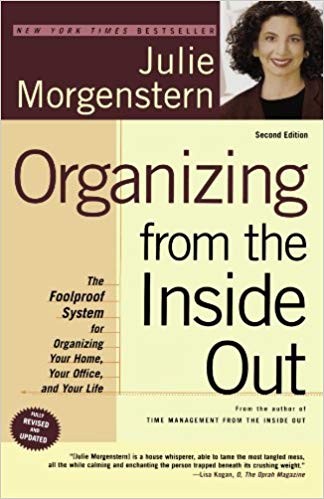 NEW YORK TIMES BESTSELLER
Julie
Morgenstern
Second Edition
Organizing
from the
Inside
Out
The
Foolproof
System
for
Organizing
Your Home,
Your Office,
and Your Life
From the author of
TIME MANAGEMENT FROM THE INSIDE OUT
FULLY
REVISED
AND
UPDATED
"[Julie Morgenstern] is a house whisperer, able to tame the most tangled mess,
all the while calming and enchanting the person trapped beneath its crushing weight."
—Lisa Kogan, O, The Oprah Magazine